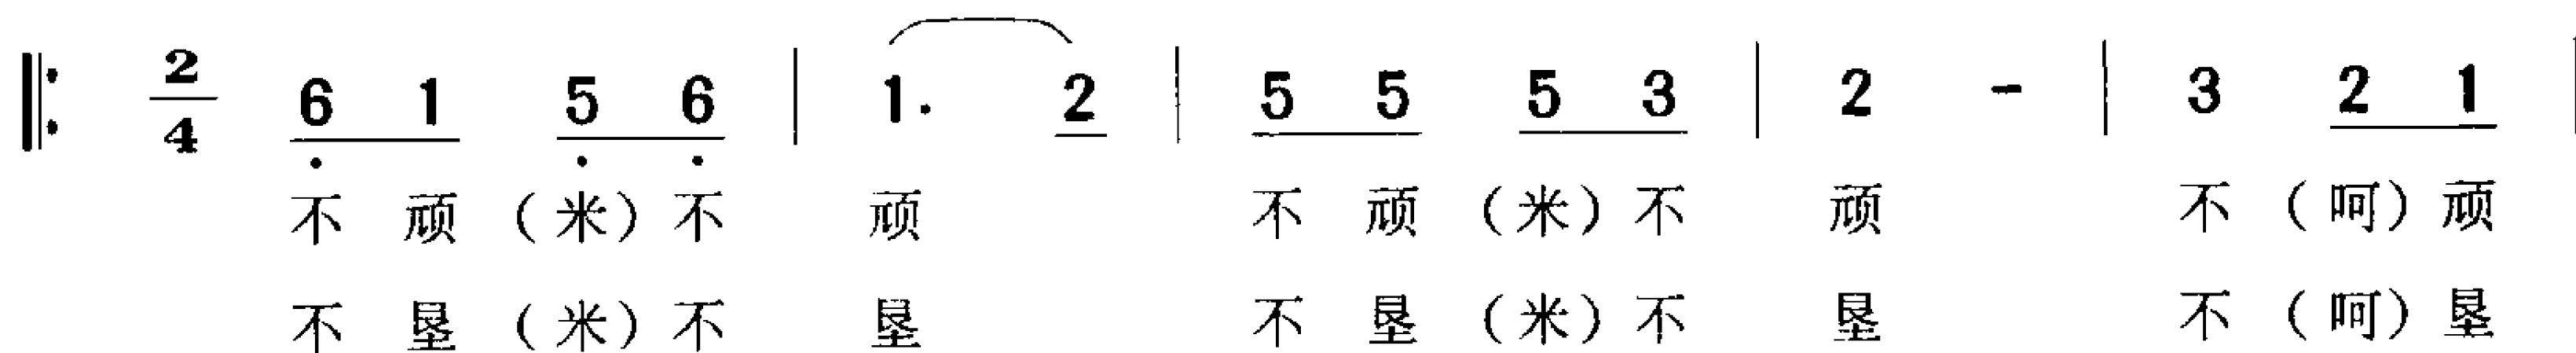 2/4 6 1 5 6 | 1. 2 | 5 5 5 3 | 2 - | 3 2 1 |
不 顽 （米）不 顽 不 顽 （米）不 顽 不 （呵）顽
不 垦 （米）不 垦 不 垦 （米）不 垦 不 （呵）垦